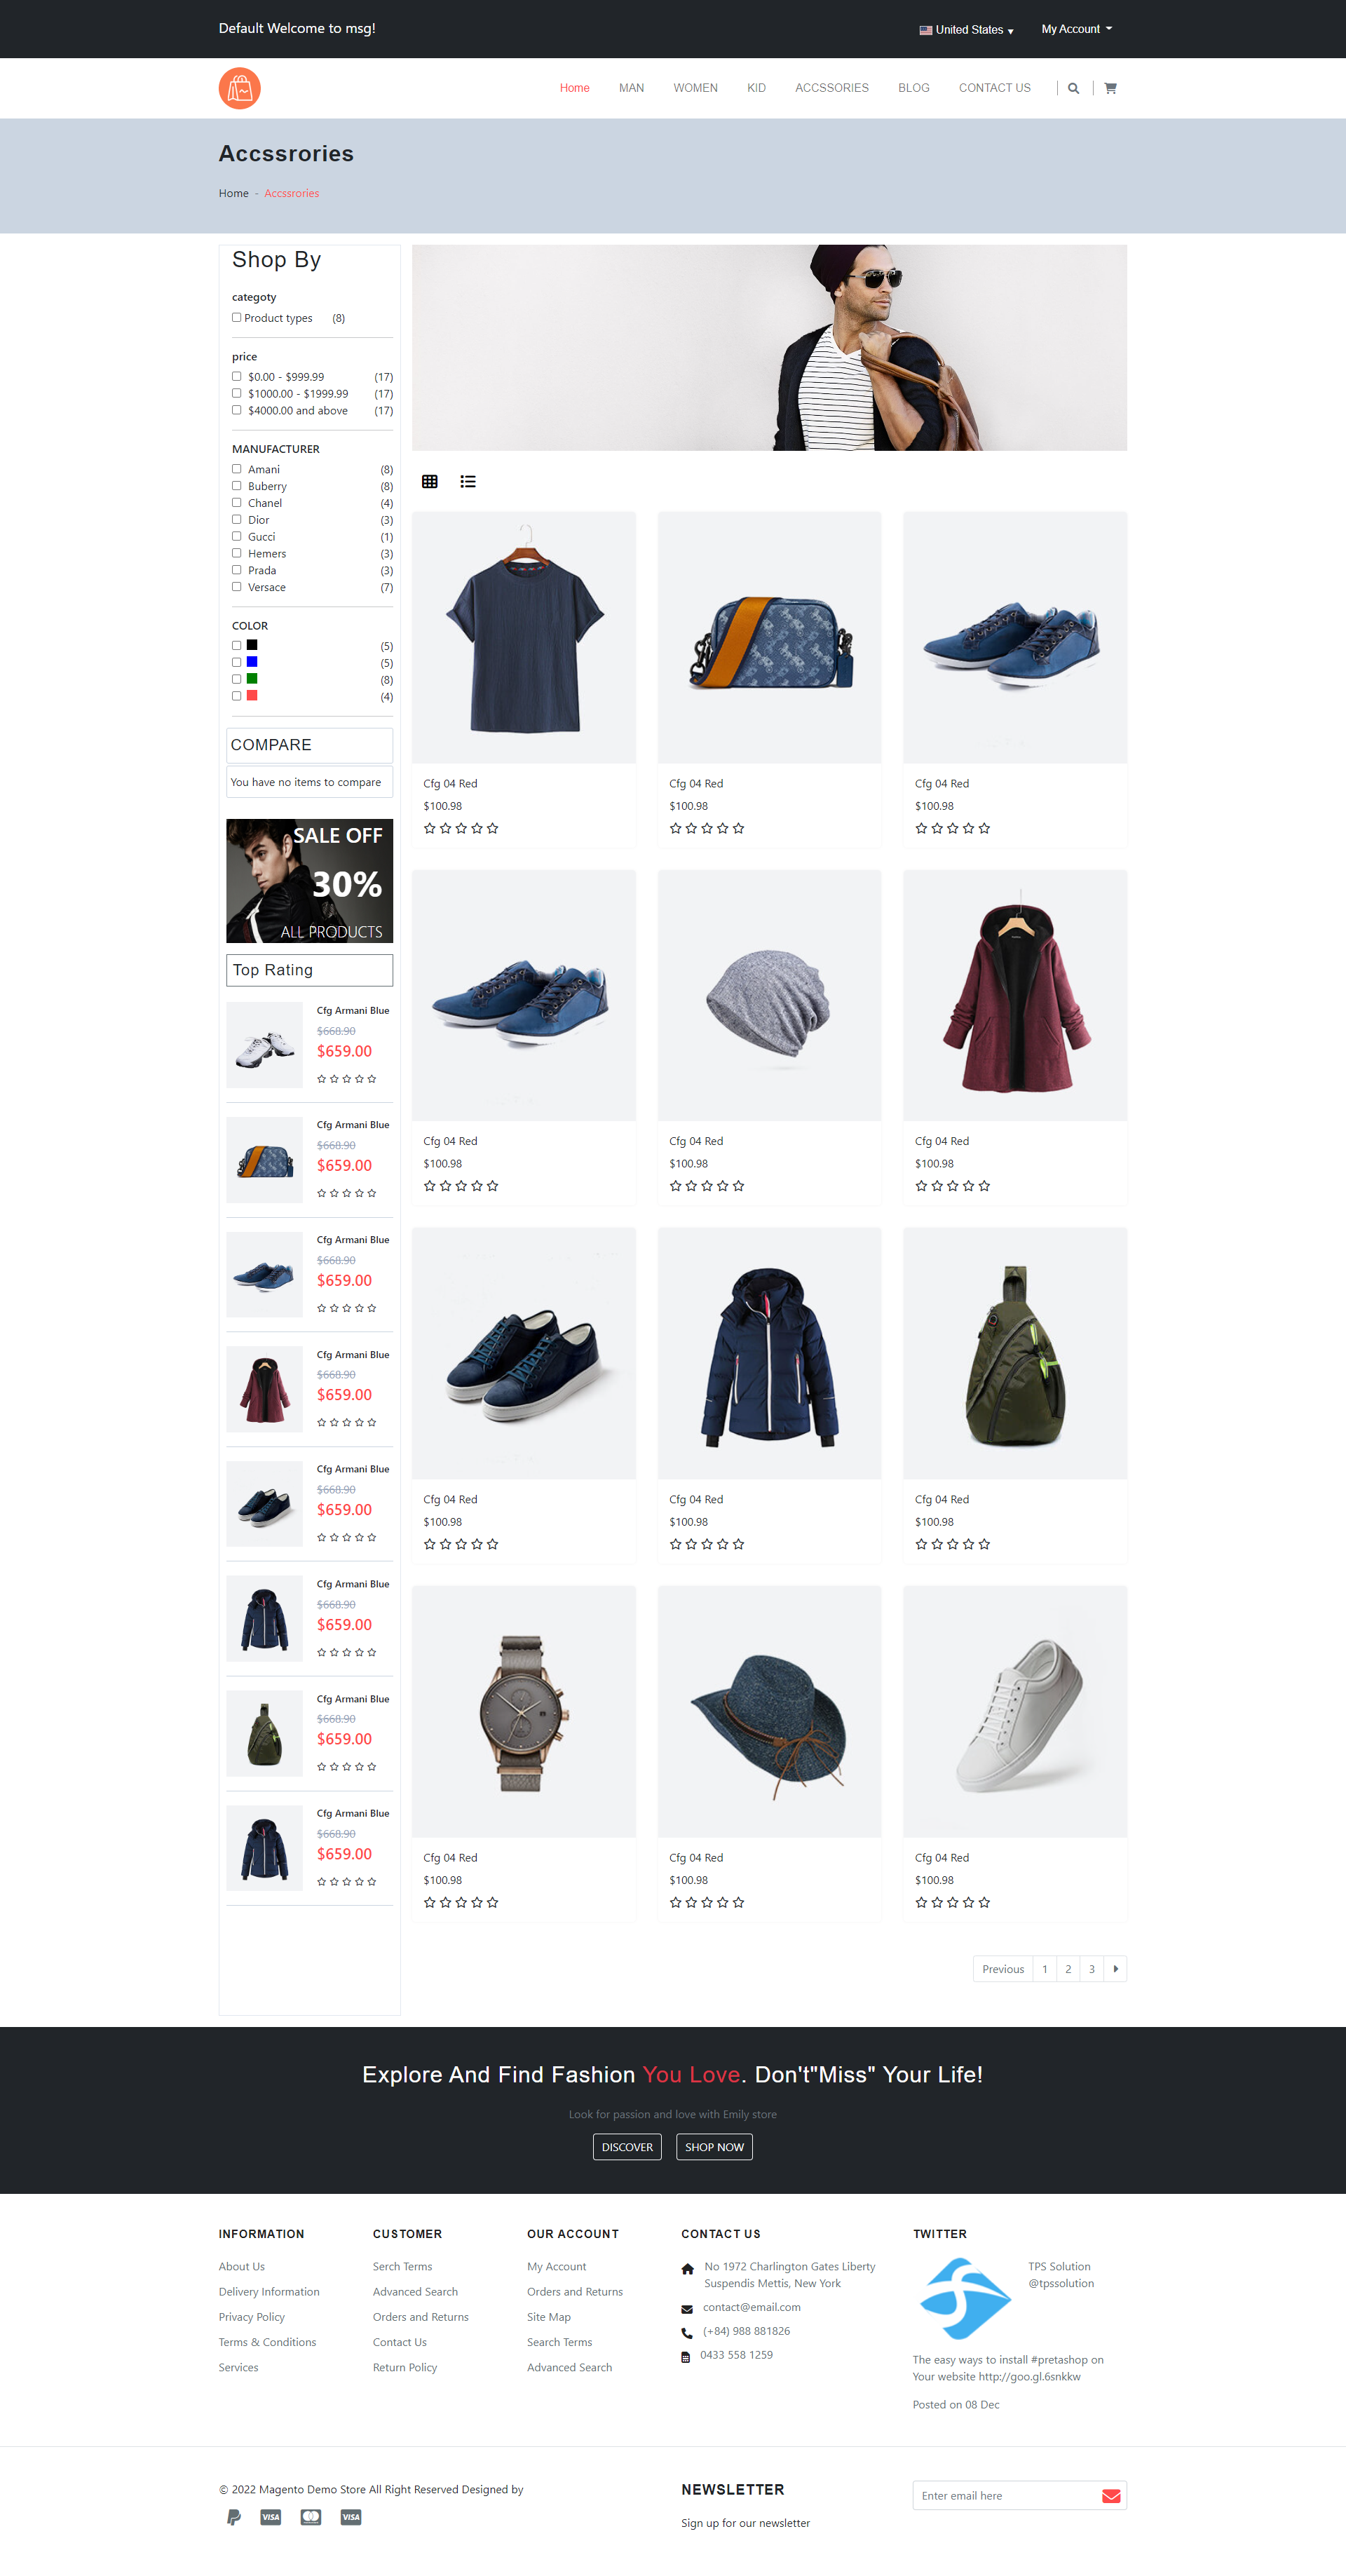 Default Welcome to msg!
United States
My Account
Home MAN WOMEN KID ACCSSORIES BLOG CONTACT US
Accssrories
Home - Accssrories
Shop By
categoty
Product types (8)
price
$0.00 - $999.99 (17)
$1000.00 - $1999.99 (17)
$4000.00 and above (17)
MANUFACTURER
Amani (8)
Buberry (8)
Chanel (4)
Dior (3)
Gucci (1)
Hemers (3)
Prada (3)
Versace (7)
COLOR
(5)
(5)
(8)
(4)
COMPARE
You have no items to compare
SALE OFF
30%
ALL PRODUCTS
Top Rating
Cfg Armani Blue
$668.90
$659.00
Cfg Armani Blue
$668.90
$659.00
Cfg Armani Blue
$668.90
$659.00
Cfg Armani Blue
$668.90
$659.00
Cfg Armani Blue
$668.90
$659.00
Cfg Armani Blue
$668.90
$659.00
Cfg Armani Blue
$668.90
$659.00
Cfg Armani Blue
$668.90
$659.00
Cfg 04 Red
$100.98
Cfg 04 Red
$100.98
Cfg 04 Red
$100.98
Cfg 04 Red
$100.98
Cfg 04 Red
$100.98
Cfg 04 Red
$100.98
Cfg 04 Red
$100.98
Cfg 04 Red
$100.98
Cfg 04 Red
$100.98
Cfg 04 Red
$100.98
Cfg 04 Red
$100.98
Cfg 04 Red
$100.98
Previous 1 2 3
Explore And Find Fashion You Love. Don't"Miss" Your Life!
Look for passion and love with Emily store
DISCOVER SHOP NOW
INFORMATION
About Us
Delivery Information
Privacy Policy
Terms & Conditions
Services
CUSTOMER
Serch Terms
Advanced Search
Orders and Returns
Contact Us
Return Policy
OUR ACCOUNT
My Account
Orders and Returns
Site Map
Search Terms
Advanced Search
CONTACT US
No 1972 Charlington Gates Liberty
Suspendis Mettis, New York
contact@email.com
(+84) 988 881826
0433 558 1259
TWITTER
TPS Solution
@tpssolution
The easy ways to install #pretashop on
Your website http://goo.gl.6snkkw
Posted on 08 Dec
© 2022 Magento Demo Store All Right Reserved Designed by
VISA
VISA
NEWSLETTER
Sign up for our newsletter
Enter email here